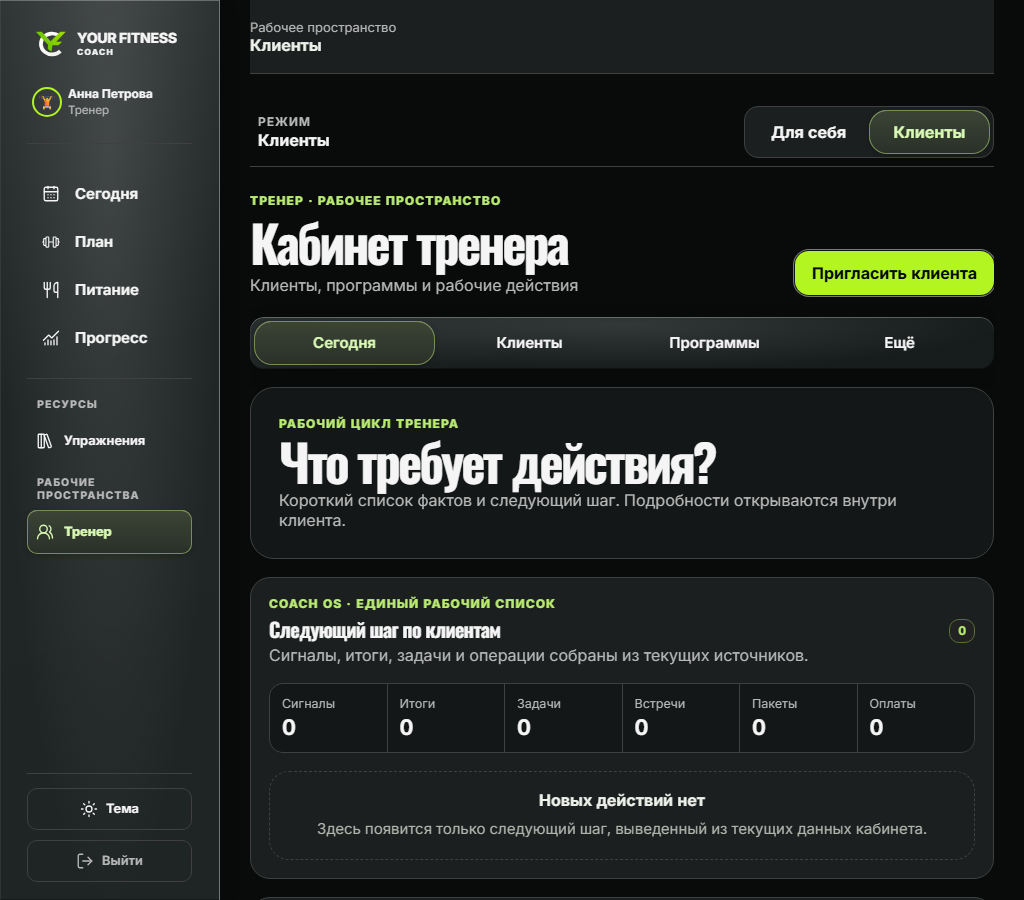 YOUR FITNESS
COACH
Анна Петрова
Тренер
Сегодня
План
Питание
Прогресс
РЕСУРСЫ
Упражнения
РАБОЧИЕ
ПРОСТРАНСТВА
Тренер
Тема
Выйти
Рабочее пространство
Клиенты
РЕЖИМ
Клиенты
Для себя
Клиенты
ТРЕНЕР · РАБОЧЕЕ ПРОСТРАНСТВО
Кабинет тренера
Клиенты, программы и рабочие действия
Пригласить клиента
Сегодня
Клиенты
Программы
Ещё
РАБОЧИЙ ЦИКЛ ТРЕНЕРА
Что требует действия?
Короткий список фактов и следующий шаг. Подробности открываются внутри
клиента.
COACH OS · ЕДИНЫЙ РАБОЧИЙ СПИСОК
Следующий шаг по клиентам
0
Сигналы, итоги, задачи и операции собраны из текущих источников.
Сигналы
0
Итоги
0
Задачи
0
Встречи
0
Пакеты
0
Оплаты
0
Новых действий нет
Здесь появится только следующий шаг, выведенный из текущих данных кабинета.